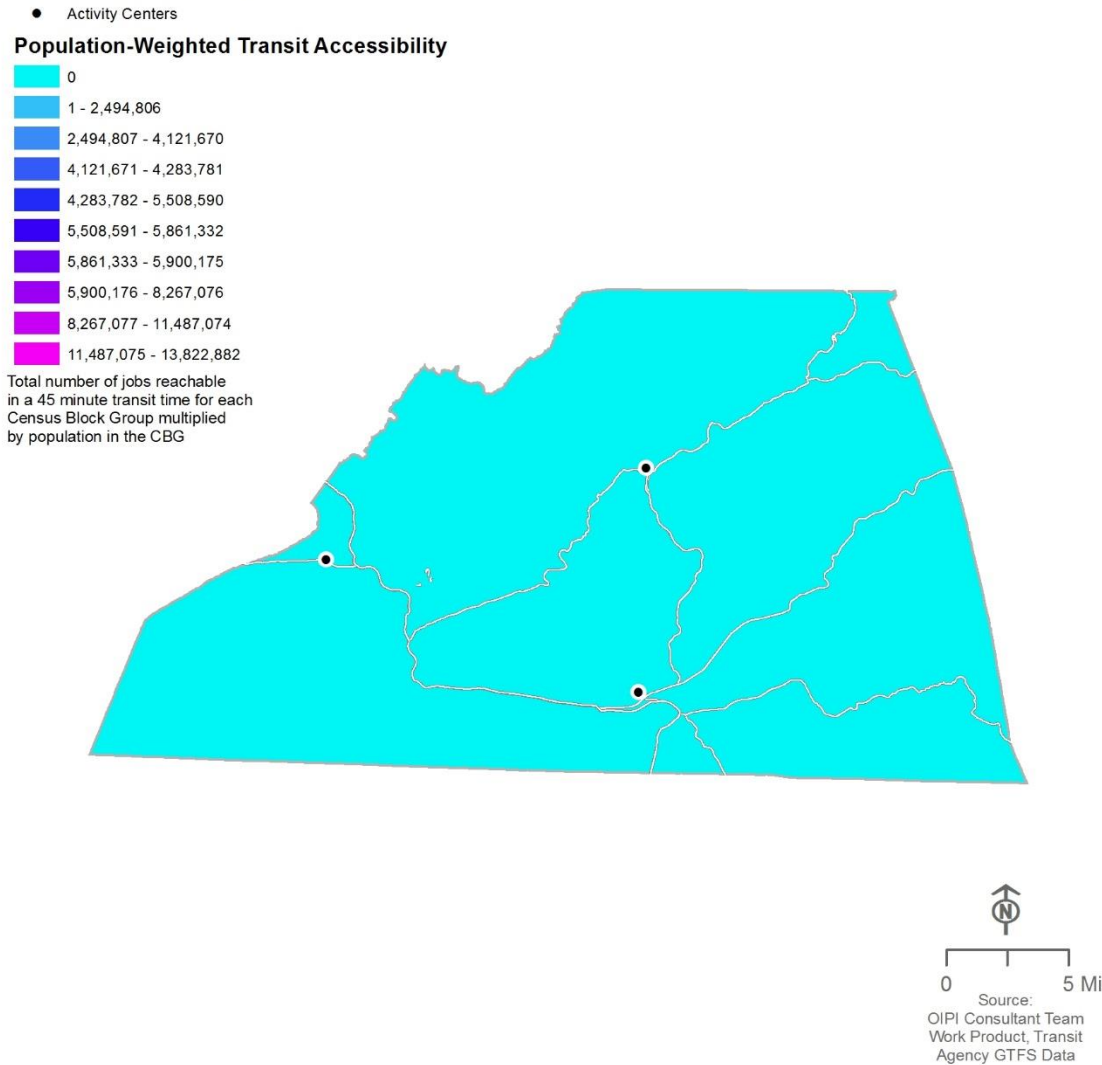 Activity Centers
Population-Weighted Transit Accessibility
0
1 - 2,494,806
2,494,807 - 4,121,670
4,121,671 - 4,283,781
4,283,782 - 5,508,590
5,508,591 - 5,861,332
5,861,333 - 5,900,175
5,900,176 - 8,267,076
8,267,077 - 11,487,074
11,487,075 - 13,822,882
Total number of jobs reachable
in a 45 minute transit time for each
Census Block Group multiplied
by population in the CBG
N
0 5 Mi
Source:
OIPI Consultant Team
Work Product, Transit
Agency GTFS Data